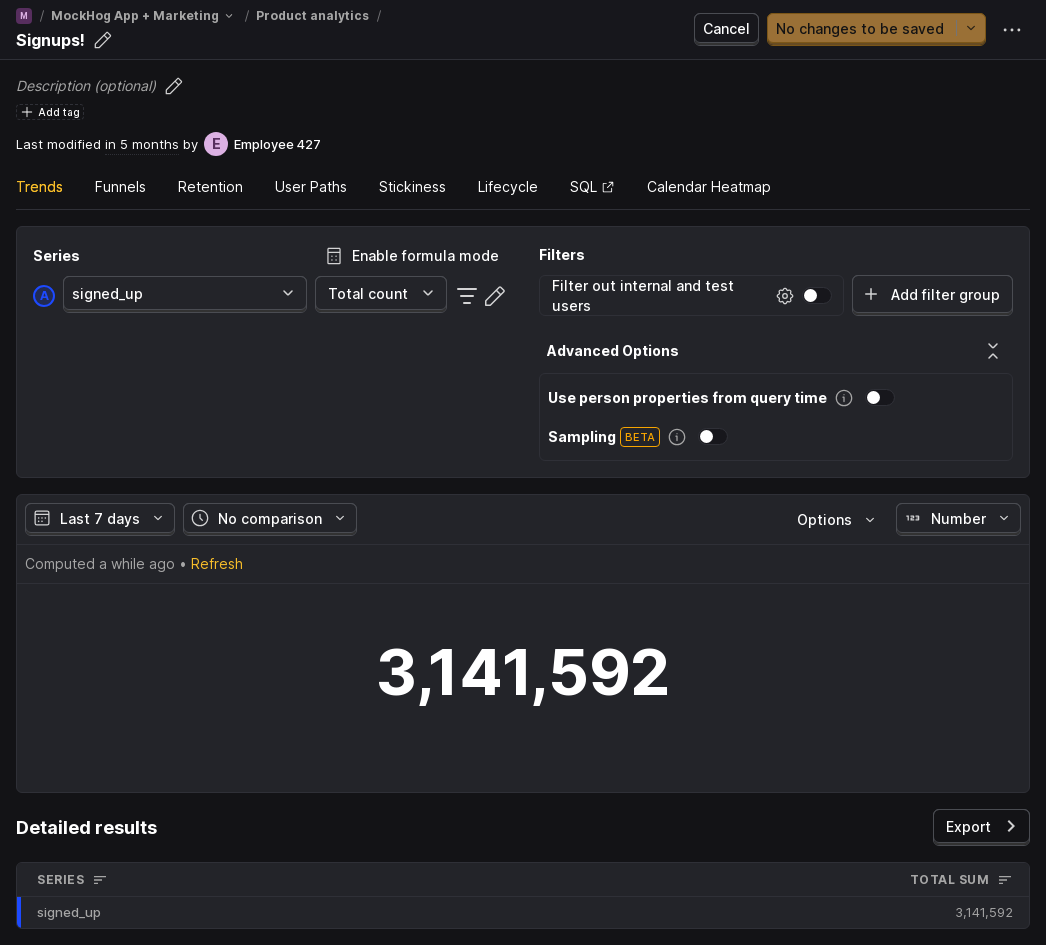 M / MockHog App + Marketing / Product analytics /
Signups!
Cancel
No changes to be saved
Description (optional)
Add tag
Last modified in 5 months by E Employee 427
Trends Funnels Retention User Paths Stickiness Lifecycle SQL Calendar Heatmap
Series
Enable formula mode
A signed_up
Total count
Filters
Filter out internal and test
users
Add filter group
Advanced Options
Use person properties from query time
Sampling BETA
Last 7 days
No comparison
Options
123 Number
Computed a while ago • Refresh
3,141,592
Detailed results
Export
SERIES
TOTAL SUM
signed_up
3,141,592